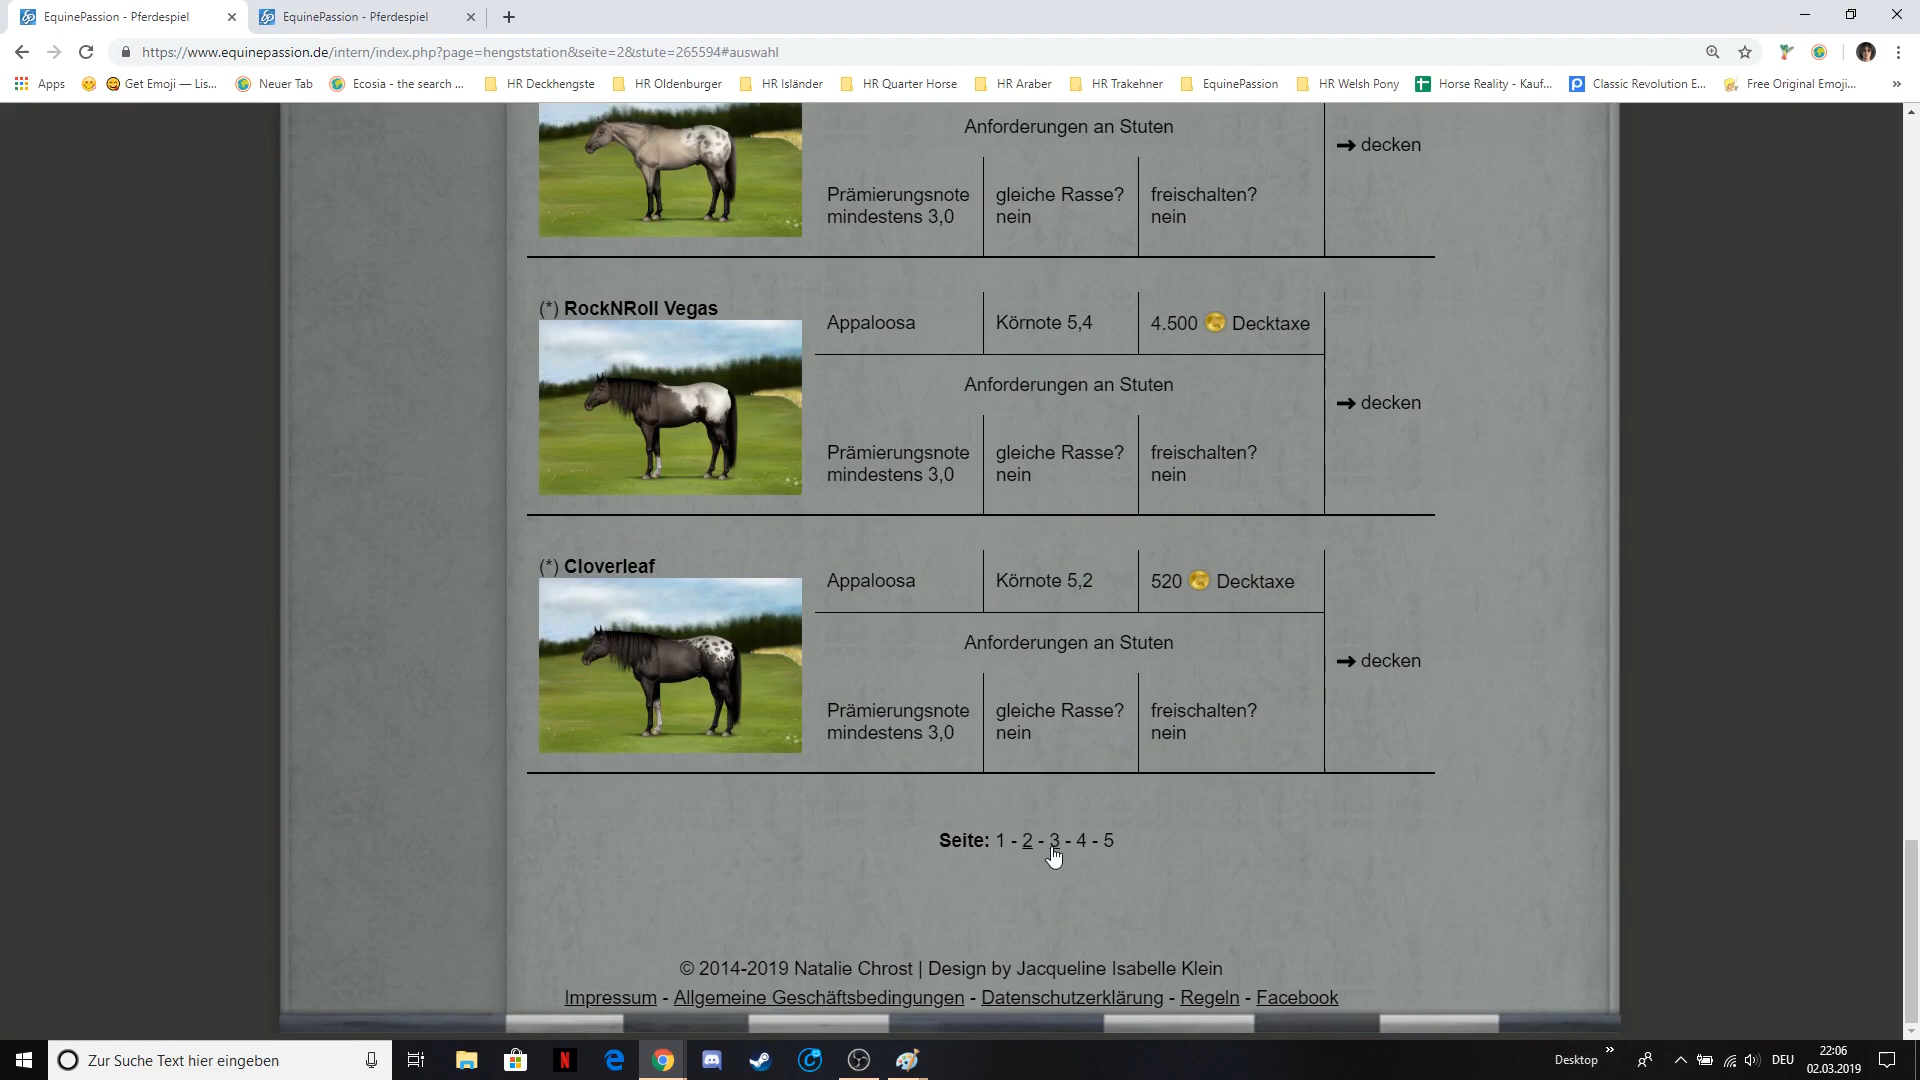 EquinePassion - Pferdespiel
EquinePassion - Pferdespiel
https://www.equinepassion.de/intern/index.php?page=hengststation&seite=2&stute=265594#auswahl
Apps
Get Emoji — Lis...
Neuer Tab
Ecosia - the search ...
HR Deckhengste
HR Oldenburger
HR Isländer
HR Quarter Horse
HR Araber
HR Trakehner
EquinePassion
HR Welsh Pony
Horse Reality - Kauf...
Classic Revolution E...
Free Original Emoji...
»
Anforderungen an Stuten
➞ decken
Prämierungsnote
mindestens 3,0
gleiche Rasse?
nein
freischalten?
nein
(*) RockNRoll Vegas
Appaloosa
Körnote 5,4
4.500 Decktaxe
Anforderungen an Stuten
➞ decken
Prämierungsnote
mindestens 3,0
gleiche Rasse?
nein
freischalten?
nein
(*) Cloverleaf
Appaloosa
Körnote 5,2
520 Decktaxe
Anforderungen an Stuten
➞ decken
Prämierungsnote
mindestens 3,0
gleiche Rasse?
nein
freischalten?
nein
Seite: 1 - 2 - 3 - 4 - 5
© 2014-2019 Natalie Chrost | Design by Jacqueline Isabelle Klein
Impressum - Allgemeine Geschäftsbedingungen - Datenschutzerklärung - Regeln - Facebook
Zur Suche Text hier eingeben
Desktop
»
DEU
22:06
02.03.2019